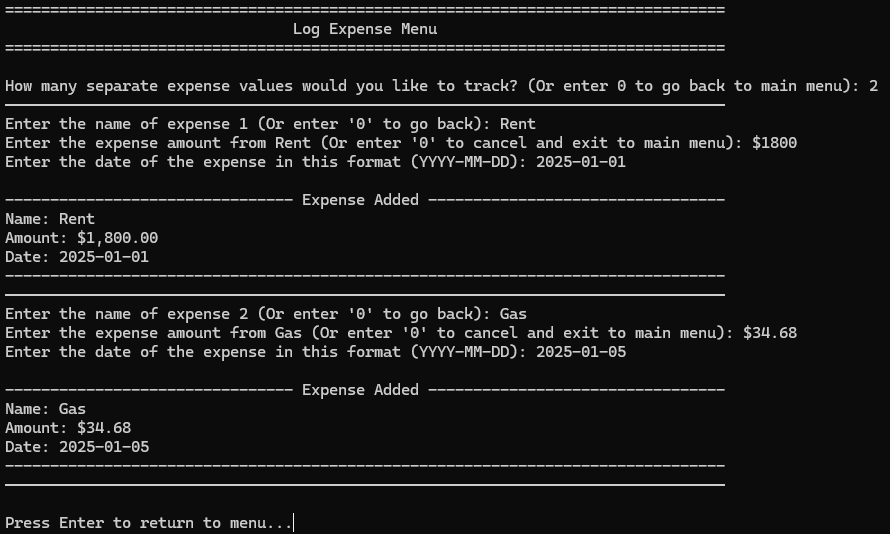 ================================================================================
Log Expense Menu
================================================================================
How many separate expense values would you like to track? (Or enter 0 to go back to main menu): 2
Enter the name of expense 1 (Or enter '0' to go back): Rent
Enter the expense amount from Rent (Or enter '0' to cancel and exit to main menu): $1800
Enter the date of the expense in this format (YYYY-MM-DD): 2025-01-01
-------------------------------- Expense Added ---------------------------------
Name: Rent
Amount: $1,800.00
Date: 2025-01-01
--------------------------------------------------------------------------------
Enter the name of expense 2 (Or enter '0' to go back): Gas
Enter the expense amount from Gas (Or enter '0' to cancel and exit to main menu): $34.68
Enter the date of the expense in this format (YYYY-MM-DD): 2025-01-05
-------------------------------- Expense Added ---------------------------------
Name: Gas
Amount: $34.68
Date: 2025-01-05
--------------------------------------------------------------------------------
Press Enter to return to menu...